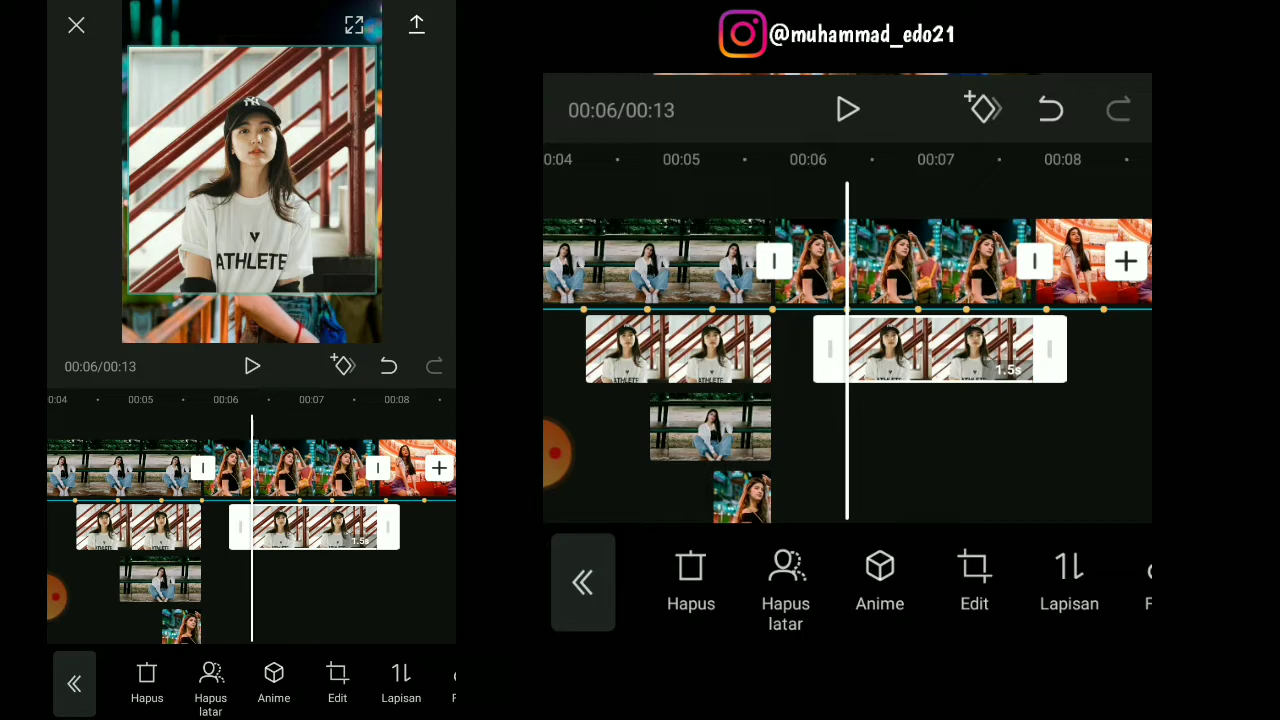 @muhammad_edo21
ATHLETE
00:06/00:13
0:04
00:05
00:06
00:07
00:08
1.5s
Hapus
Hapus latar
Anime
Edit
Lapisan
F
00:06/00:13
0:04
00:05
00:06
00:07
00:08
ATHLETE
ATHLETE
1.5s
Hapus
Hapus latar
Anime
Edit
Lapisan
F